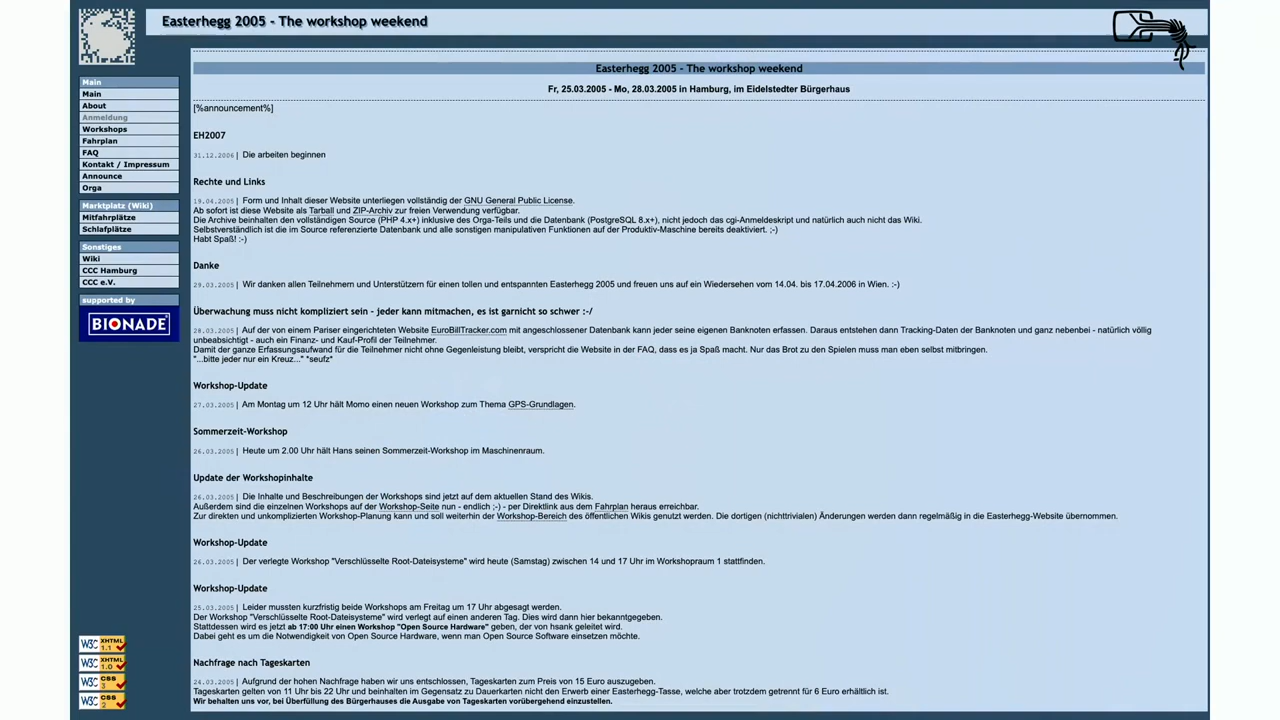 Easterhegg 2005 - The workshop weekend
Main
Main
About
Anmeldung
Workshops
Fahrplan
FAQ
Kontakt / Impressum
Announce
Orga
Marktplatz (Wiki)
Mitfahrplätze
Schlafplätze
Sonstiges
Wiki
CCC Hamburg
CCC e.V.
supported by
BIONADE
W3C XHTML 1.1
W3C XHTML 1.0
W3C CSS 3
W3C CSS 2
Easterhegg 2005 - The workshop weekend
Fr, 25.03.2005 - Mo, 28.03.2005 in Hamburg, im Eidelstedter Bürgerhaus
[%announcement%]
EH2007
31.12.2006 | Die arbeiten beginnen
Rechte und Links
19.04.2005 | Form und Inhalt dieser Website unterliegen vollständig der GNU General Public License.
Ab sofort ist diese Website als Tarball und ZIP-Archiv zur freien Verwendung verfügbar.
Die Archive beinhalten den vollständigen Source (PHP 4.x+) inklusive des Orga-Teils und die Datenbank (PostgreSQL 8.x+), nicht jedoch das cgi-Anmeldeskript und natürlich auch nicht das Wiki.
Selbstverständlich ist die im Source referenzierte Datenbank und alle sonstigen manipulativen Funktionen auf der Produktiv-Maschine bereits deaktiviert. ;-)
Habt Spaß! :-)
Danke
29.03.2005 | Wir danken allen Teilnehmern und Unterstützern für einen tollen und entspannten Easterhegg 2005 und freuen uns auf ein Wiedersehen vom 14.04. bis 17.04.2006 in Wien. :-)
Überwachung muss nicht kompliziert sein - jeder kann mitmachen, es ist garnicht so schwer :-/
28.03.2005 | Auf der von einem Pariser eingerichteten Website EuroBillTracker.com mit angeschlossener Datenbank kann jeder seine eigenen Banknoten erfassen. Daraus entstehen dann Tracking-Daten der Banknoten und ganz nebenbei - natürlich völlig
unbeabsichtigt - auch ein Finanz- und Kauf-Profil der Teilnehmer.
Damit der ganze Erfassungsaufwand für die Teilnehmer nicht ohne Gegenleistung bleibt, verspricht die Website in der FAQ, dass es ja Spaß macht. Nur das Brot zu den Spielen muss man eben selbst mitbringen.
"...bitte jeder nur ein Kreuz..." *seufz*
Workshop-Update
27.03.2005 | Am Montag um 12 Uhr hält Momo einen neuen Workshop zum Thema GPS-Grundlagen.
Sommerzeit-Workshop
26.03.2005 | Heute um 2.00 Uhr hält Hans seinen Sommerzeit-Workshop im Maschinenraum.
Update der Workshopinhalte
26.03.2005 | Die Inhalte und Beschreibungen der Workshops sind jetzt auf dem aktuellen Stand des Wikis.
Außerdem sind die einzelnen Workshops auf der Workshop-Seite nun - endlich ;-) - per Direktlink aus dem Fahrplan heraus erreichbar.
Zur direkten und unkomplizierten Workshop-Planung kann und soll weiterhin der Workshop-Bereich des öffentlichen Wikis genutzt werden. Die dortigen (nichttrivialen) Änderungen werden dann regelmäßig in die Easterhegg-Website übernommen.
Workshop-Update
26.03.2005 | Der verlegte Workshop "Verschlüsselte Root-Dateisysteme" wird heute (Samstag) zwischen 14 und 17 Uhr im Workshopraum 1 stattfinden.
Workshop-Update
25.03.2005 | Leider mussten kurzfristig beide Workshops am Freitag um 17 Uhr abgesagt werden.
Der Workshop "Verschlüsselte Root-Dateisysteme" wird verlegt auf einen anderen Tag. Dies wird dann hier bekanntgegeben.
Stattdessen wird es jetzt ab 17:00 Uhr einen Workshop "Open Source Hardware" geben, der von hsank geleitet wird.
Dabei geht es um die Notwendigkeit von Open Source Hardware, wenn man Open Source Software einsetzen möchte.
Nachfrage nach Tageskarten
24.03.2005 | Aufgrund der hohen Nachfrage haben wir uns entschlossen, Tageskarten zum Preis von 15 Euro auszugeben.
Tageskarten gelten von 11 Uhr bis 22 Uhr und beinhalten im Gegensatz zu Dauerkarten nicht den Erwerb einer Easterhegg-Tasse, welche aber trotzdem getrennt für 6 Euro erhältlich ist.
Wir behalten uns vor, bei Überfüllung des Bürgerhauses die Ausgabe von Tageskarten vorübergehend einzustellen.